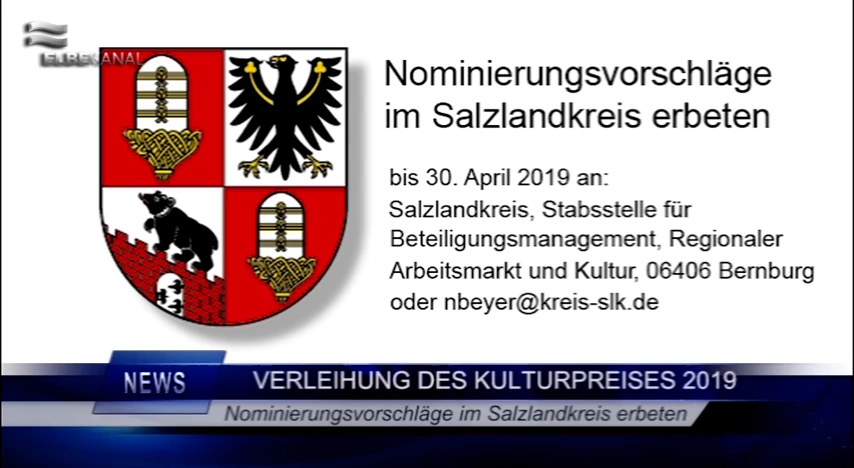 ELBEKANAL
Nominierungsvorschläge
im Salzlandkreis erbeten
bis 30. April 2019 an:
Salzlandkreis, Stabsstelle für
Beteiligungsmanagement, Regionaler
Arbeitsmarkt und Kultur, 06406 Bernburg
oder nbeyer@kreis-slk.de
NEWS
VERLEIHUNG DES KULTURPREISES 2019
Nominierungsvorschläge im Salzlandkreis erbeten